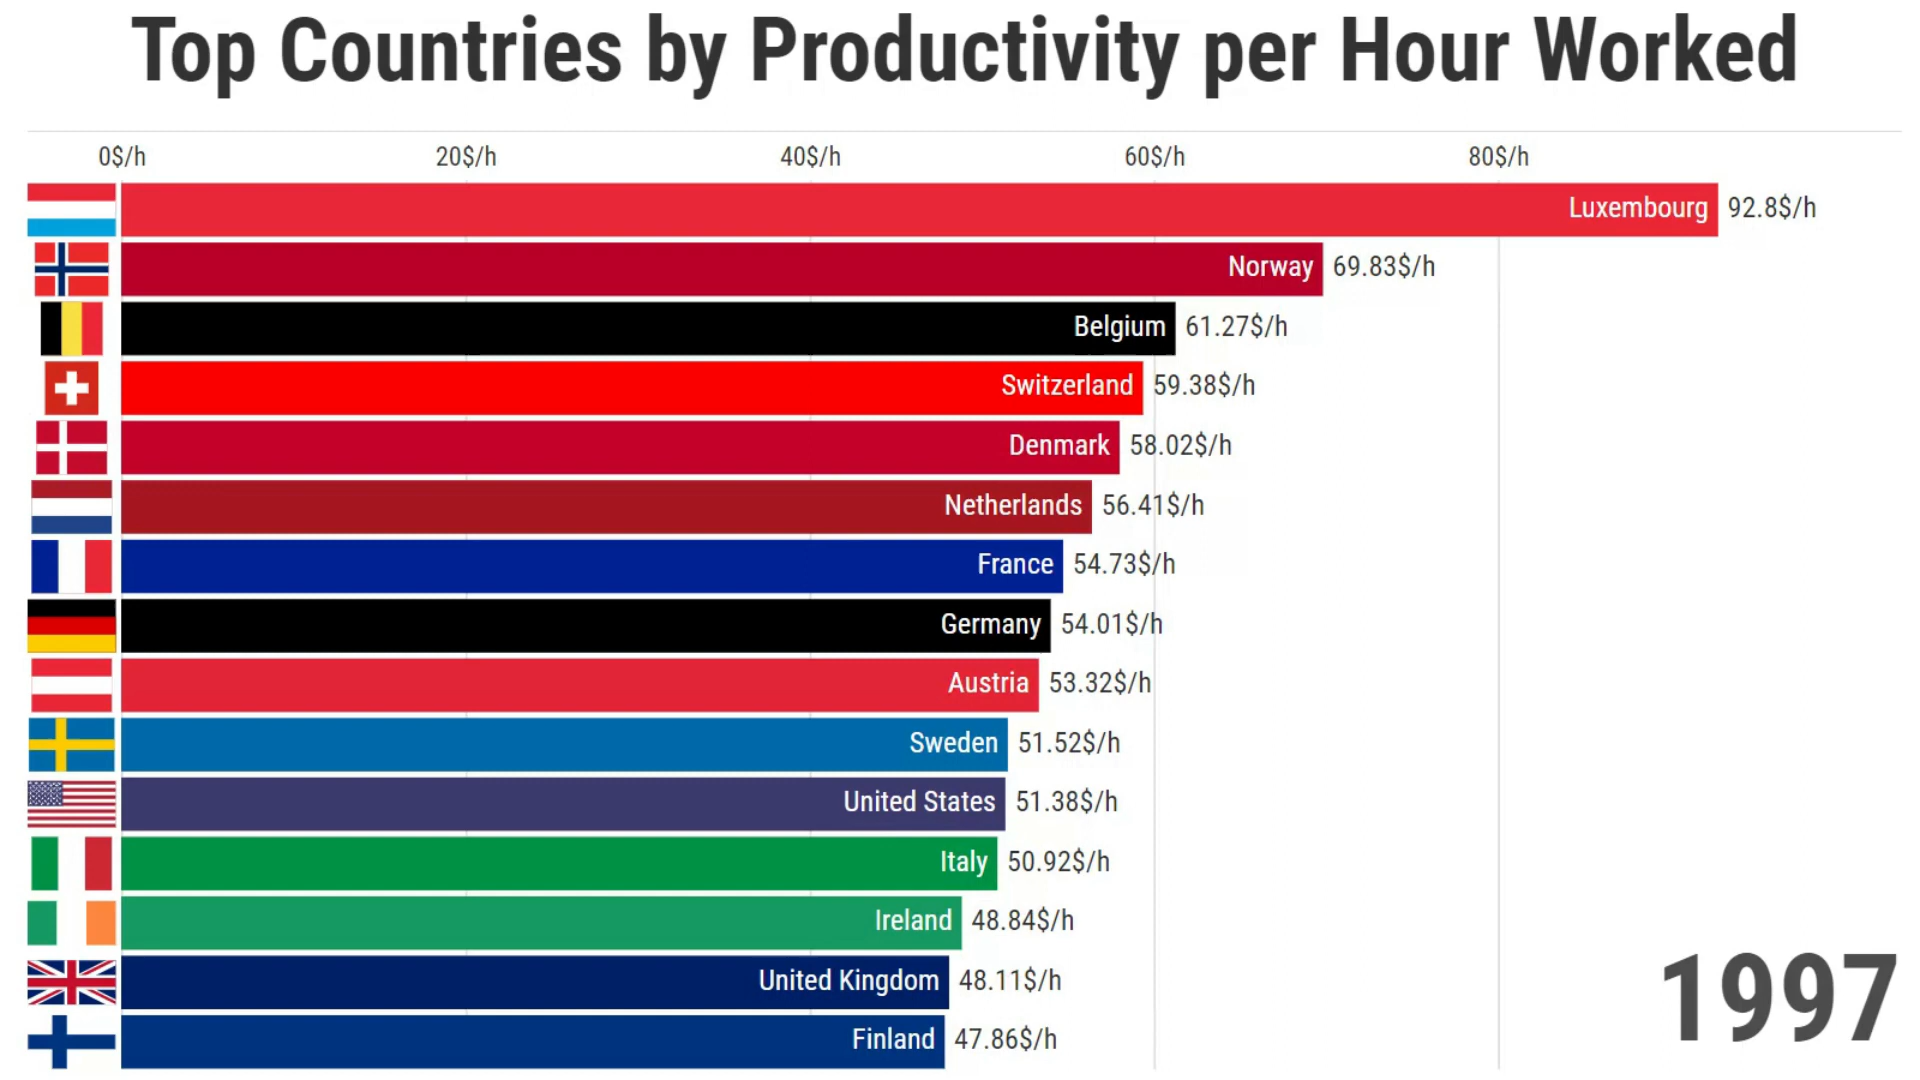 Top Countries by Productivity per Hour Worked
0$/h 20$/h 40$/h 60$/h 80$/h
Luxembourg 92.8$/h
Norway 69.83$/h
Belgium 61.27$/h
Switzerland 59.38$/h
Denmark 58.02$/h
Netherlands 56.41$/h
France 54.73$/h
Germany 54.01$/h
Austria 53.32$/h
Sweden 51.52$/h
United States 51.38$/h
Italy 50.92$/h
Ireland 48.84$/h
United Kingdom 48.11$/h
Finland 47.86$/h
1997